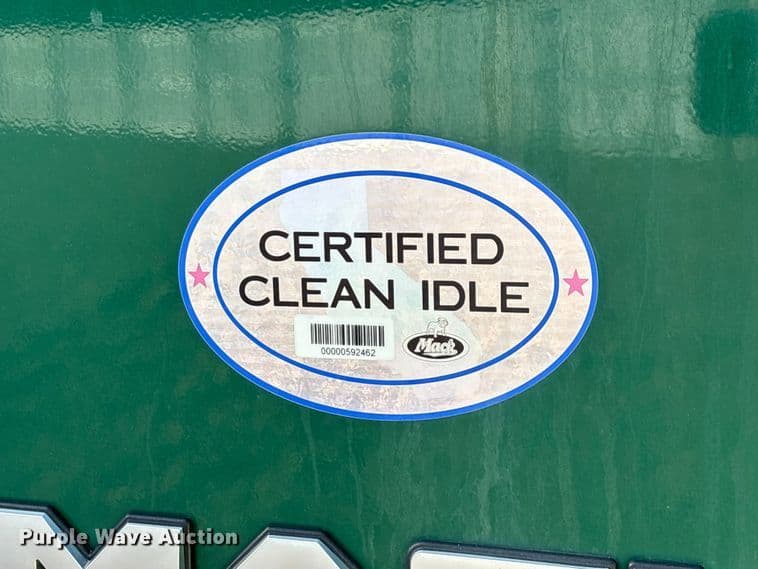 CERTIFIED
CLEAN IDLE
00000592462
Mack
Purple Wave Auction